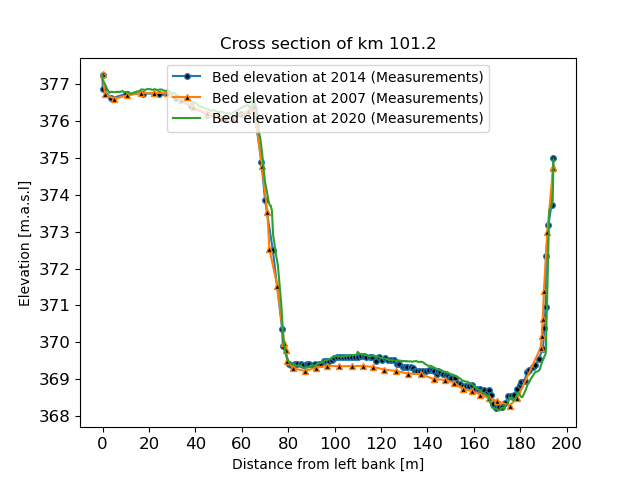 Cross section of km 101.2
Bed elevation at 2014 (Measurements)
Bed elevation at 2007 (Measurements)
Bed elevation at 2020 (Measurements)
Elevation [m.a.s.l]
377
376
375
374
373
372
371
370
369
368
0 20 40 60 80 100 120 140 160 180 200
Distance from left bank [m]